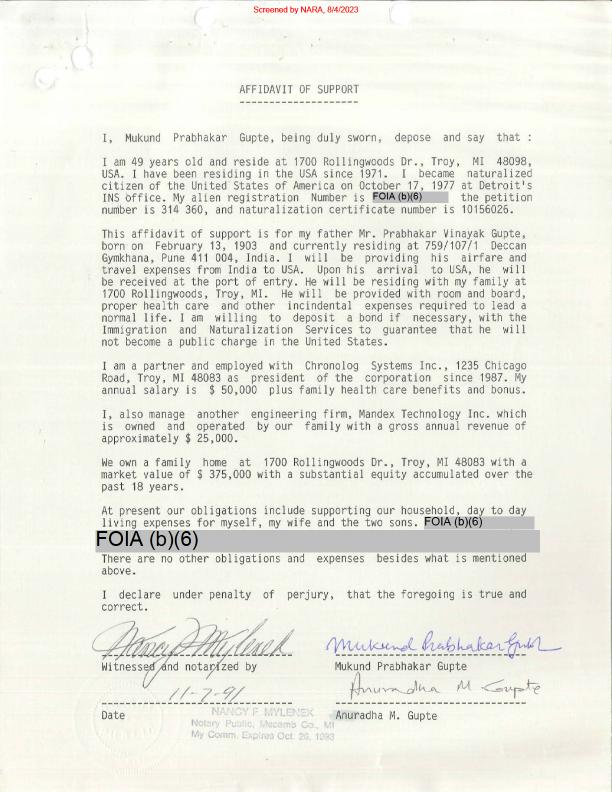 Screened by NARA, 8/4/2023
AFFIDAVIT OF SUPPORT
I, Mukund Prabhakar Gupte, being duly sworn, depose and say that :
I am 49 years old and reside at 1700 Rollingwoods Dr., Troy, MI 48098,
USA. I have been residing in the USA since 1971. I became naturalized
citizen of the United States of America on October 17, 1977 at Detroit's
INS office. My alien registration Number is FOIA (b)(6) the petition
number is 314 360, and naturalization certificate number is 10156026.
This affidavit of support is for my father Mr. Prabhakar Vinayak Gupte,
born on February 13, 1903 and currently residing at 759/107/1 Deccan
Gymkhana, Pune 411 004, India. I will be providing his airfare and
travel expenses from India to USA. Upon his arrival to USA, he will
be received at the port of entry. He will be residing with my family at
1700 Rollingwoods, Troy, MI. He will be provided with room and board,
proper health care and other incindental expenses required to lead a
normal life. I am willing to deposit a bond if necessary, with the
Immigration and Naturalization Services to guarantee that he will
not become a public charge in the United States.
I am a partner and employed with Chronolog Systems Inc., 1235 Chicago
Road, Troy, MI 48083 as president of the corporation since 1987. My
annual salary is $ 50,000 plus family health care benefits and bonus.
I, also manage another engineering firm, Mandex Technology Inc. which
is owned and operated by our family with a gross annual revenue of
approximately $ 25,000.
We own a family home at 1700 Rollingwoods Dr., Troy, MI 48083 with a
market value of $ 375,000 with a substantial equity accumulated over the
past 18 years.
At present our obligations include supporting our household, day to day
living expenses for myself, my wife and the two sons. FOIA (b)(6)
FOIA (b)(6)
There are no other obligations and expenses besides what is mentioned
above.
I declare under penalty of perjury, that the foregoing is true and
correct.
Nancy F Mylenek Mukund Prabhakar Gupte
Witnessed and notarized by Mukund Prabhakar Gupte
11-7-91 Anuradha M Gupte
Date Anuradha M. Gupte
NANCY F. MYLENEK
Notary Public, Macomb Co., MI
My Comm. Expires Oct. 26, 1993